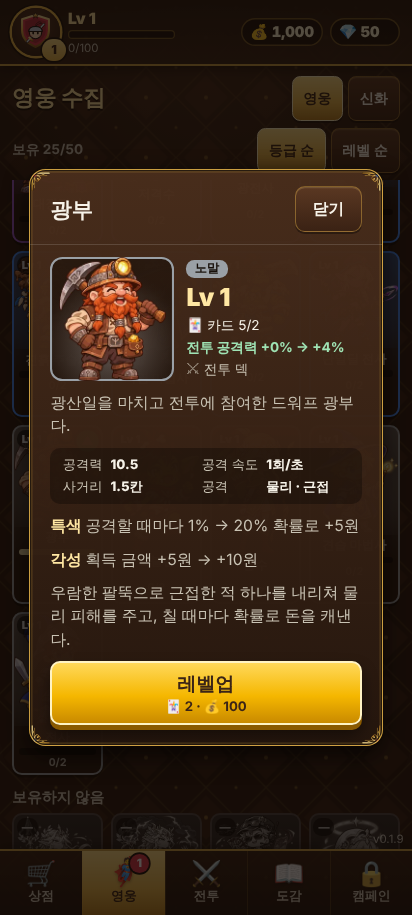 Lv 1
0/100
1
1,000
50
영웅 수집
영웅
신화
보유 25/50
등급 순
레벨 순
광부
닫기
노말
Lv 1
카드 5/2
전투 공격력 +0% → +4%
전투 덱
광산일을 마치고 전투에 참여한 드워프 광부
다.
공격력 10.5 공격 속도 1회/초
사거리 1.5칸 공격 물리 · 근접
특색 공격할 때마다 1% → 20% 확률로 +5원
각성 획득 금액 +5원 → +10원
우람한 팔뚝으로 근접한 적 하나를 내리쳐 물
리 피해를 주고, 칠 때마다 확률로 돈을 캐낸
다.
레벨업
2 · 100
0/2
보유하지 않음
v0.1.9
상점
영웅
1
전투
도감
캠페인